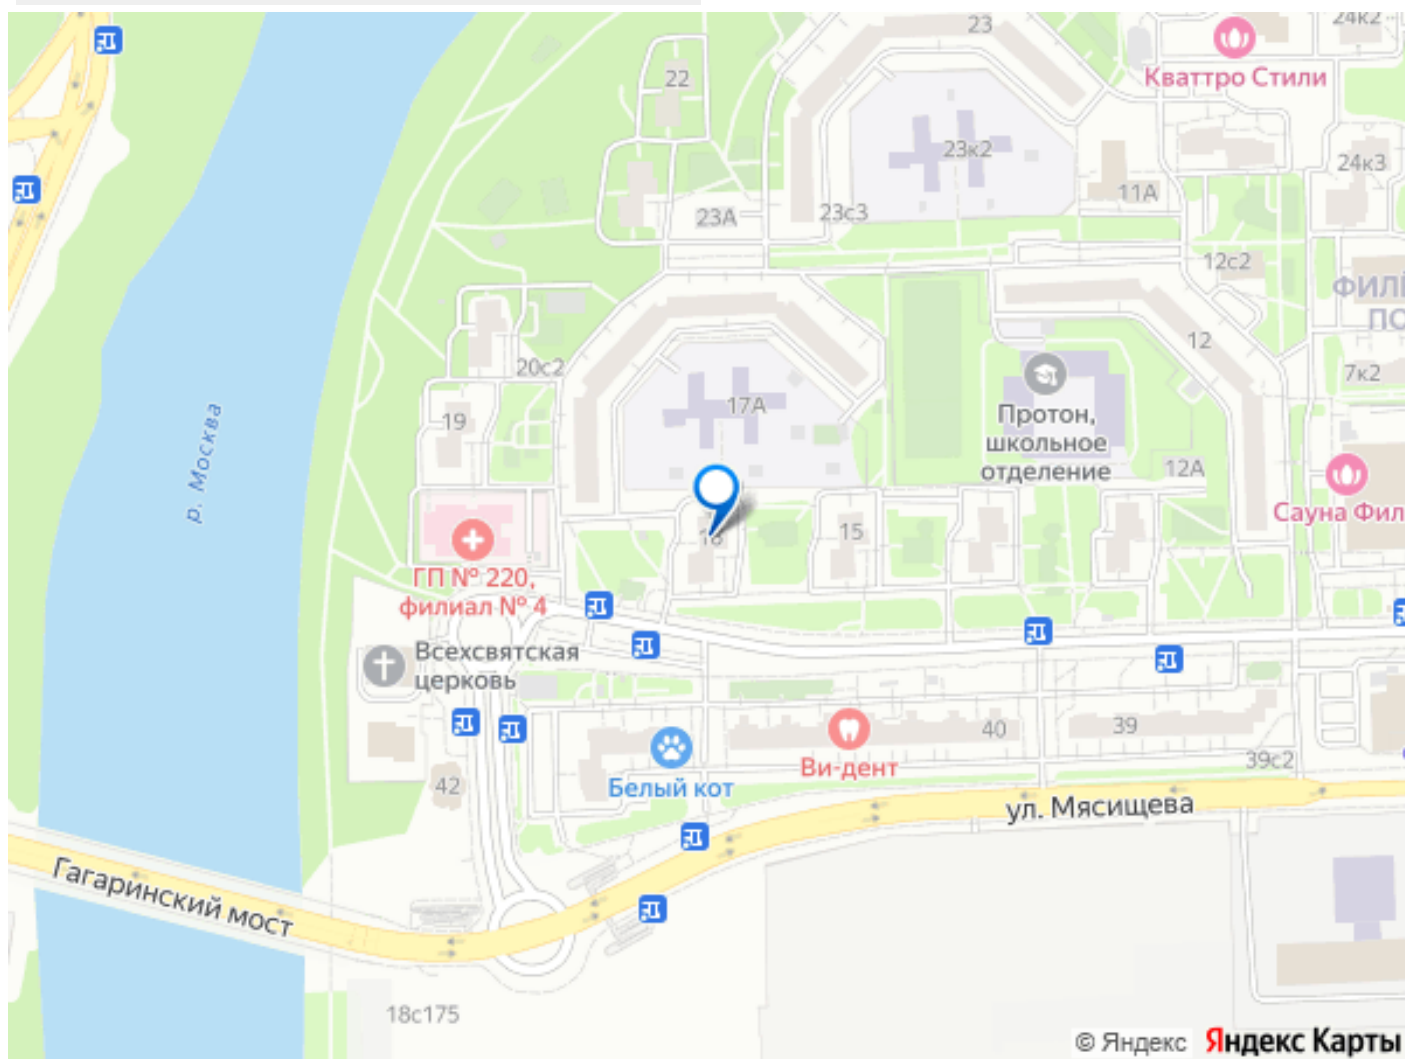 24к2
23
Кваттро Стили
22
23к2
24к3
11А
23А
23с3
12с2
ФИЛ
ПО
12
20с2
7к2
17А
19
Протон,
школьное
отделение
12А
р. Москва
Сауна Фил
15
ГП № 220,
филиал № 4
Всехсвятская
церковь
40
39
39с2
Ви-дент
Белый кот
42
ул. Мясищева
Гагаринский мост
18с175
© Яндекс
Яндекс Карты